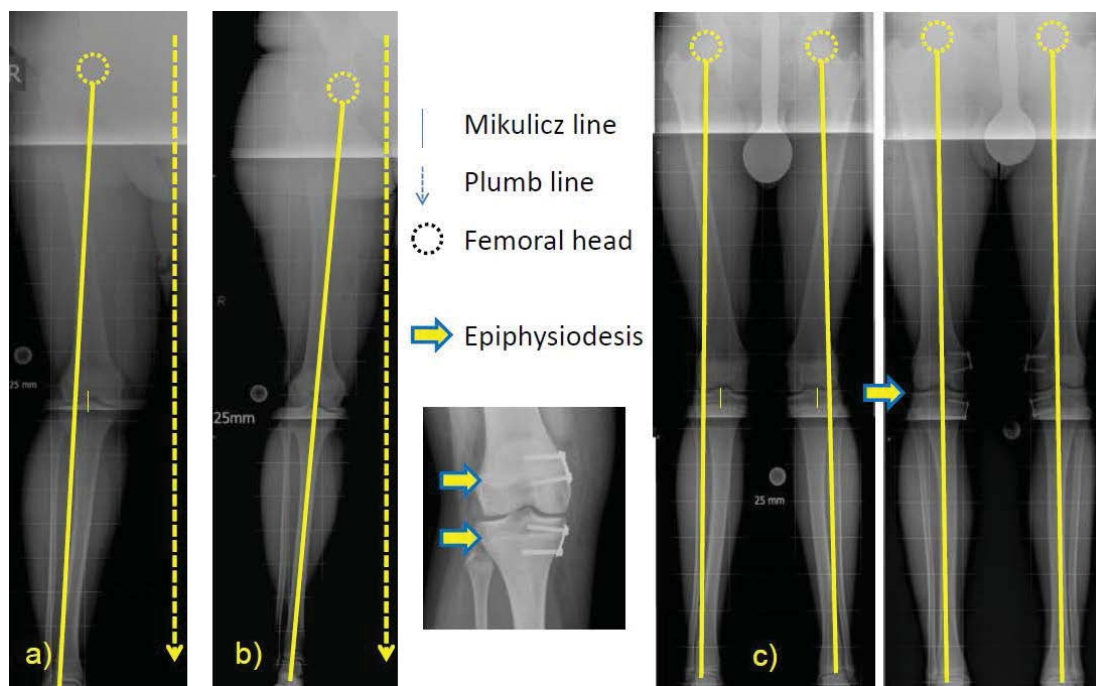 R
25 mm
a)
R
25mm
b)
Mikulicz line
Plumb line
Femoral head
Epiphysiodesis
25 mm
c)